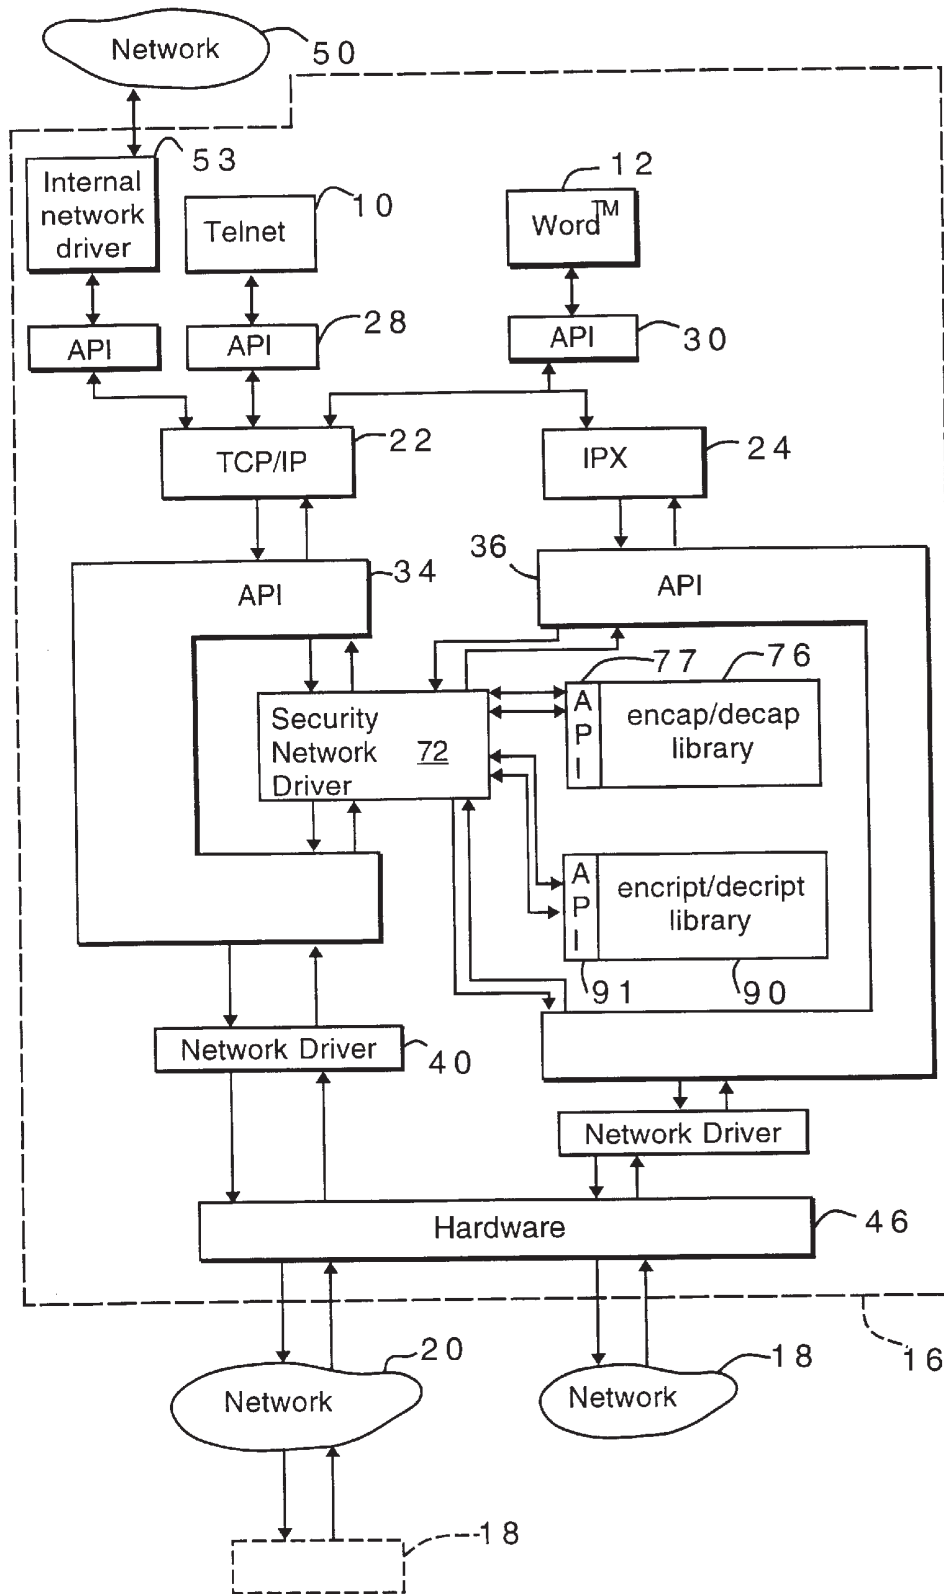 Network
50
53
Internal
network
driver
10
Telnet
12
Word™
API
28
API
30
API
22
TCP/IP
24
IPX
34
API
36
API
77
76
Security
Network
Driver
72
API
encap/decap
library
API
encript/decript
library
91
90
Network Driver
40
Network Driver
Hardware
46
16
20
Network
18
Network
18